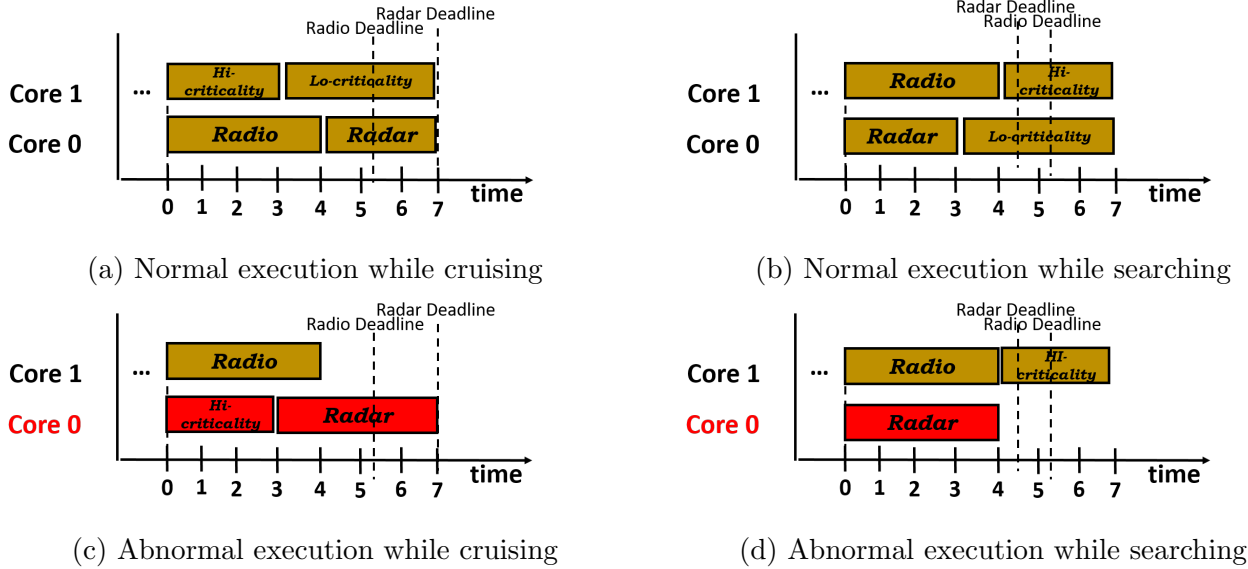 Radar Deadline
Radio Deadline
Core 1
...
Hi-
criticality
Lo-criticality
Core 0
Radio
Radar
0 1 2 3 4 5 6 7
time
(a) Normal execution while cruising
Radar Deadline
Radio Deadline
Core 1
...
Radio
Hi-
criticality
Core 0
Radar
Lo-criticality
0 1 2 3 4 5 6 7
time
(b) Normal execution while searching
Radar Deadline
Radio Deadline
Core 1
...
Radio
Core 0
Hi-
criticality
Radar
0 1 2 3 4 5 6 7
time
(c) Abnormal execution while cruising
Radar Deadline
Radio Deadline
Core 1
...
Radio
HI-
criticality
Core 0
Radar
0 1 2 3 4 5 6 7
time
(d) Abnormal execution while searching